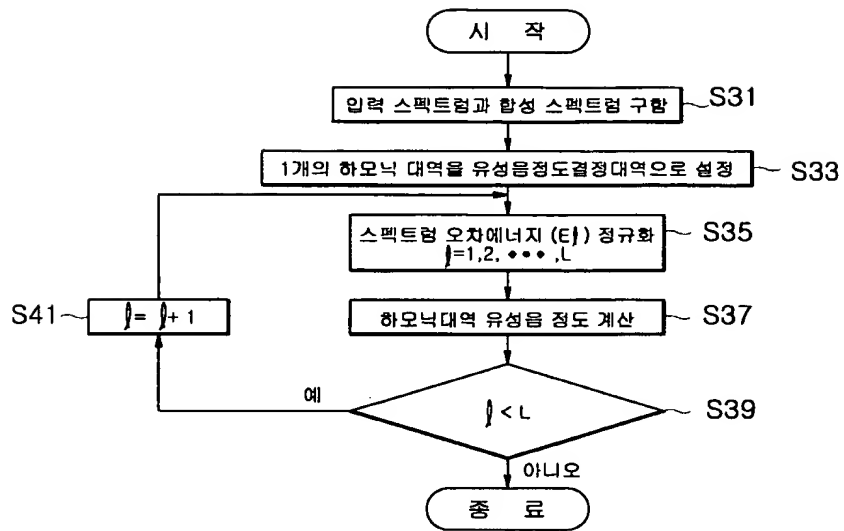 시 작
입력 스펙트럼과 합성 스펙트럼 구함
S31
1개의 하모닉 대역을 유성음정도결정대역으로 설정
S33
스펙트럼 오차에너지 (Eℓ) 정규화
ℓ=1,2, ••• ,L
S35
S41
ℓ= ℓ+ 1
하모닉대역 유성음 정도 계산
S37
예
ℓ < L
S39
아니오
종 료